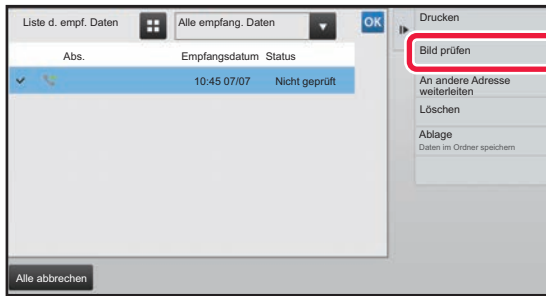 Liste d. empf. Daten
Alle empfang. Daten
OK
Abs.
Empfangsdatum
Status
10:45 07/07
Nicht geprüft
Alle abbrechen
Drucken
Bild prüfen
An andere Adresse
weiterleiten
Löschen
Ablage
Daten im Ordner speichern